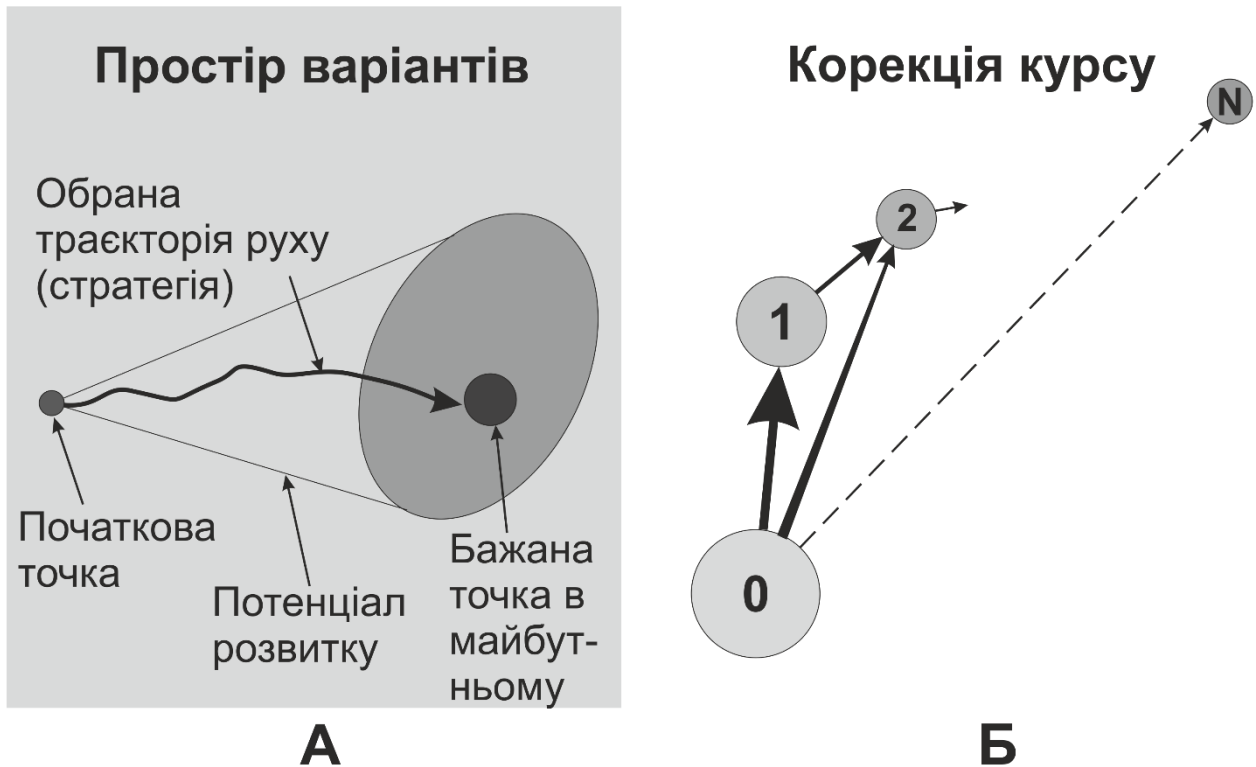 Простір варіантів
Обрана
траєкторія руху
(стратегія)
Початкова
точка
Потенціал
розвитку
Бажана
точка в
майбут-
ньому
А
Корекція курсу
N
2
1
0
Б